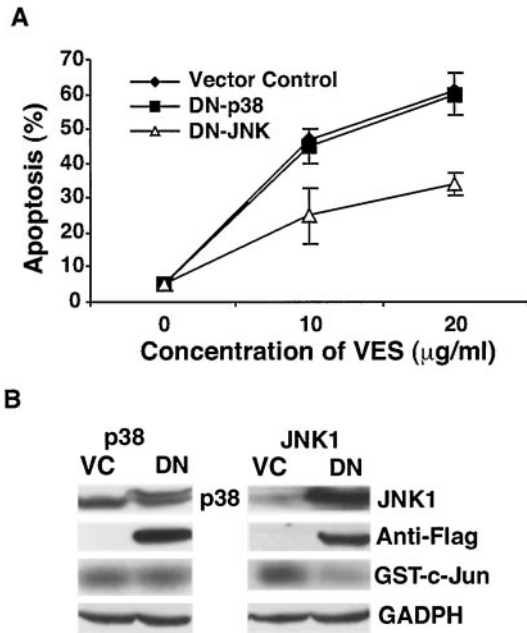 A
70
60
50
40
30
20
10
0
Apoptosis (%)
Vector Control
DN-p38
DN-JNK
0 10 20
Concentration of VES (µg/ml)
B
p38 JNK1
VC DN VC DN
p38 JNK1
Anti-Flag
GST-c-Jun
GADPH